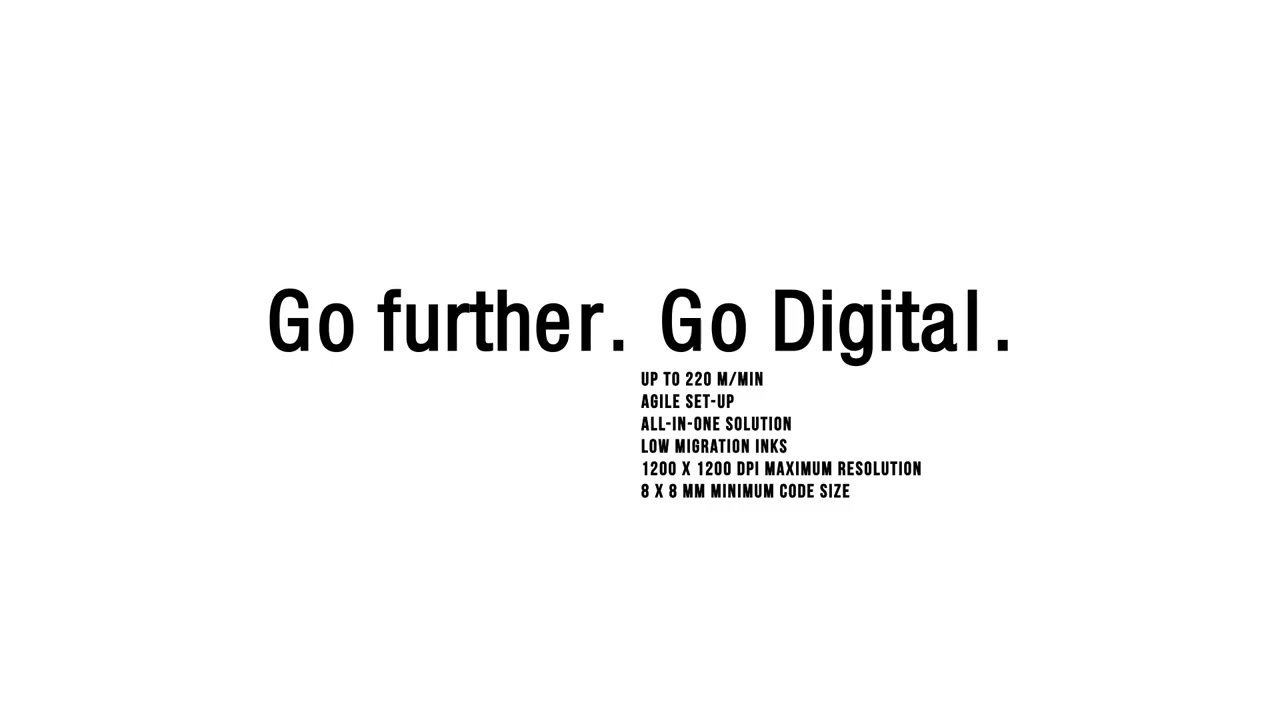 Go further. Go Digital.
UP TO 220 M/MIN
AGILE SET-UP
ALL-IN-ONE SOLUTION
LOW MIGRATION INKS
1200 X 1200 DPI MAXIMUM RESOLUTION
8 X 8 MM MINIMUM CODE SIZE